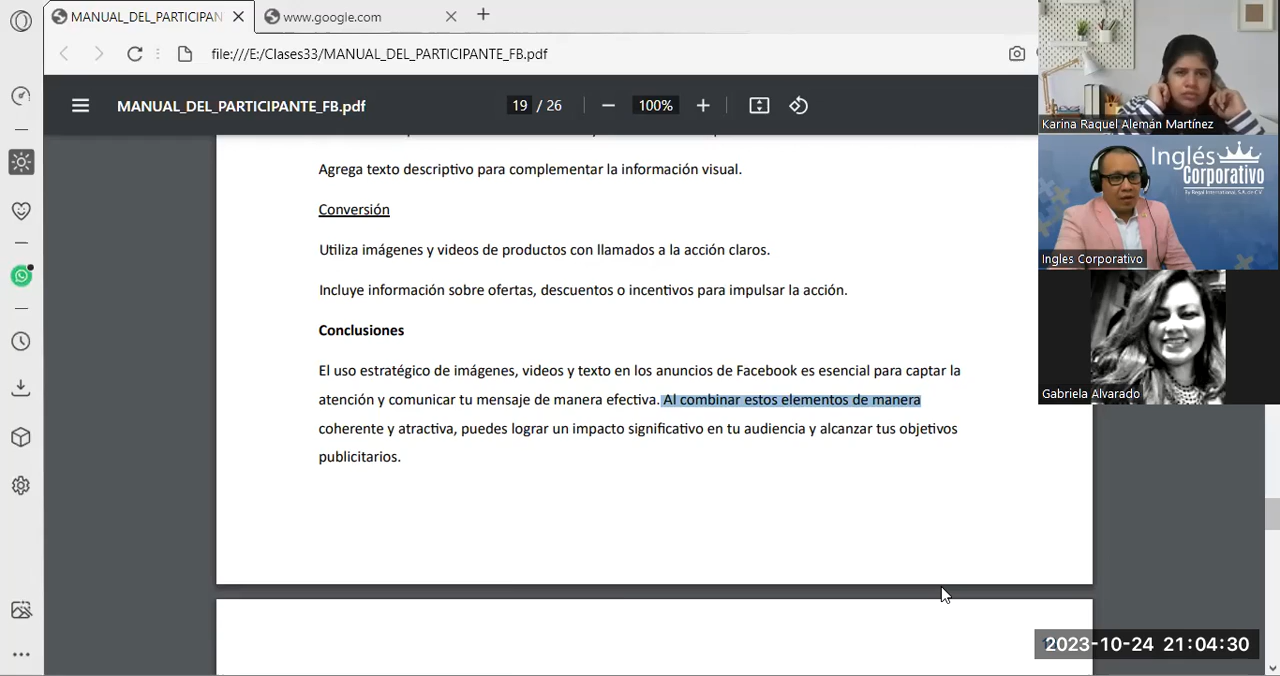 MANUAL_DEL_PARTICIPAN
www.google.com
file:///E:/Clases33/MANUAL_DEL_PARTICIPANTE_FB.pdf
MANUAL_DEL_PARTICIPANTE_FB.pdf
19 / 26
100%
Agrega texto descriptivo para complementar la información visual.
Conversión
Utiliza imágenes y videos de productos con llamados a la acción claros.
Incluye información sobre ofertas, descuentos o incentivos para impulsar la acción.
Conclusiones
El uso estratégico de imágenes, videos y texto en los anuncios de Facebook es esencial para captar la
atención y comunicar tu mensaje de manera efectiva. Al combinar estos elementos de manera
coherente y atractiva, puedes lograr un impacto significativo en tu audiencia y alcanzar tus objetivos
publicitarios.
Karina Raquel Alemán Martínez
Inglés
Corporativo
By Regal International, S.A. de C.V.
Ingles Corporativo
Gabriela Alvarado
2023-10-24 21:04:30